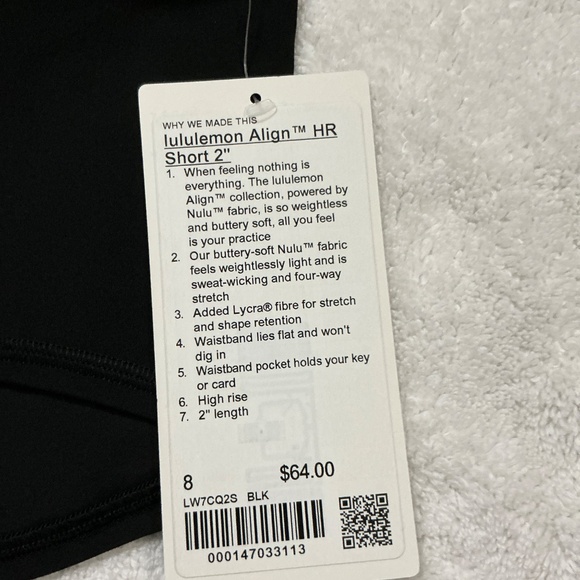 WHY WE MADE THIS
lululemon Align™ HR
Short 2"
1. When feeling nothing is
everything. The lululemon
Align™ collection, powered by
Nulu™ fabric, is so weightless
and buttery soft, all you feel
is your practice
2. Our buttery-soft Nulu™ fabric
feels weightlessly light and is
sweat-wicking and four-way
stretch
3. Added Lycra® fibre for stretch
and shape retention
4. Waistband lies flat and won't
dig in
5. Waistband pocket holds your key
or card
6. High rise
7. 2" length
8 $64.00
LW7CQ2S BLK
000147033113